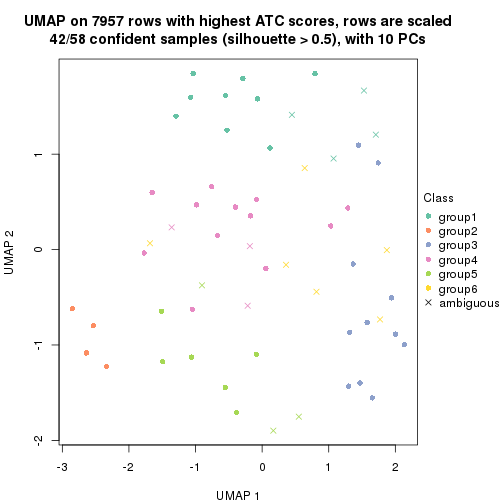 UMAP on 7957 rows with highest ATC scores, rows are scaled
42/58 confident samples (silhouette > 0.5), with 10 PCs
UMAP 2
1
0
-1
-2
-3
-2
-1
0
1
2
UMAP 1
Class
group1
group2
group3
group4
group5
group6
ambiguous